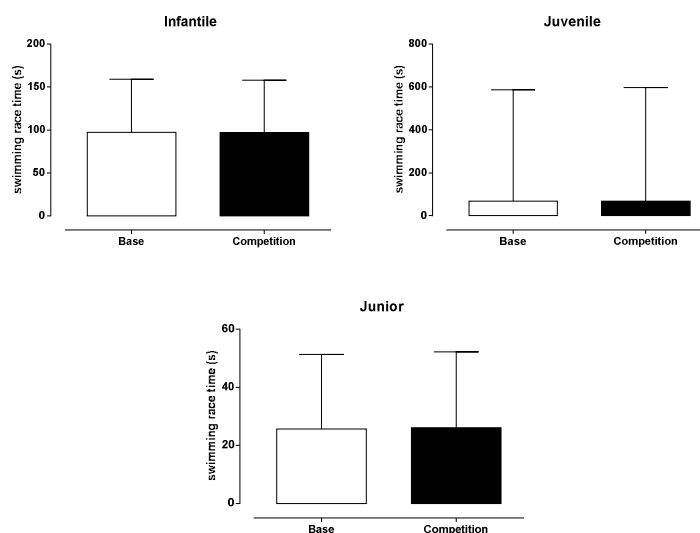 Infantile
swimming race time (s)
200
150
100
50
0
Base Competition
Juvenile
swimming race time (s)
800
600
400
200
0
Base Competition
Junior
swimming race time (s)
60
40
20
0
Base Competition